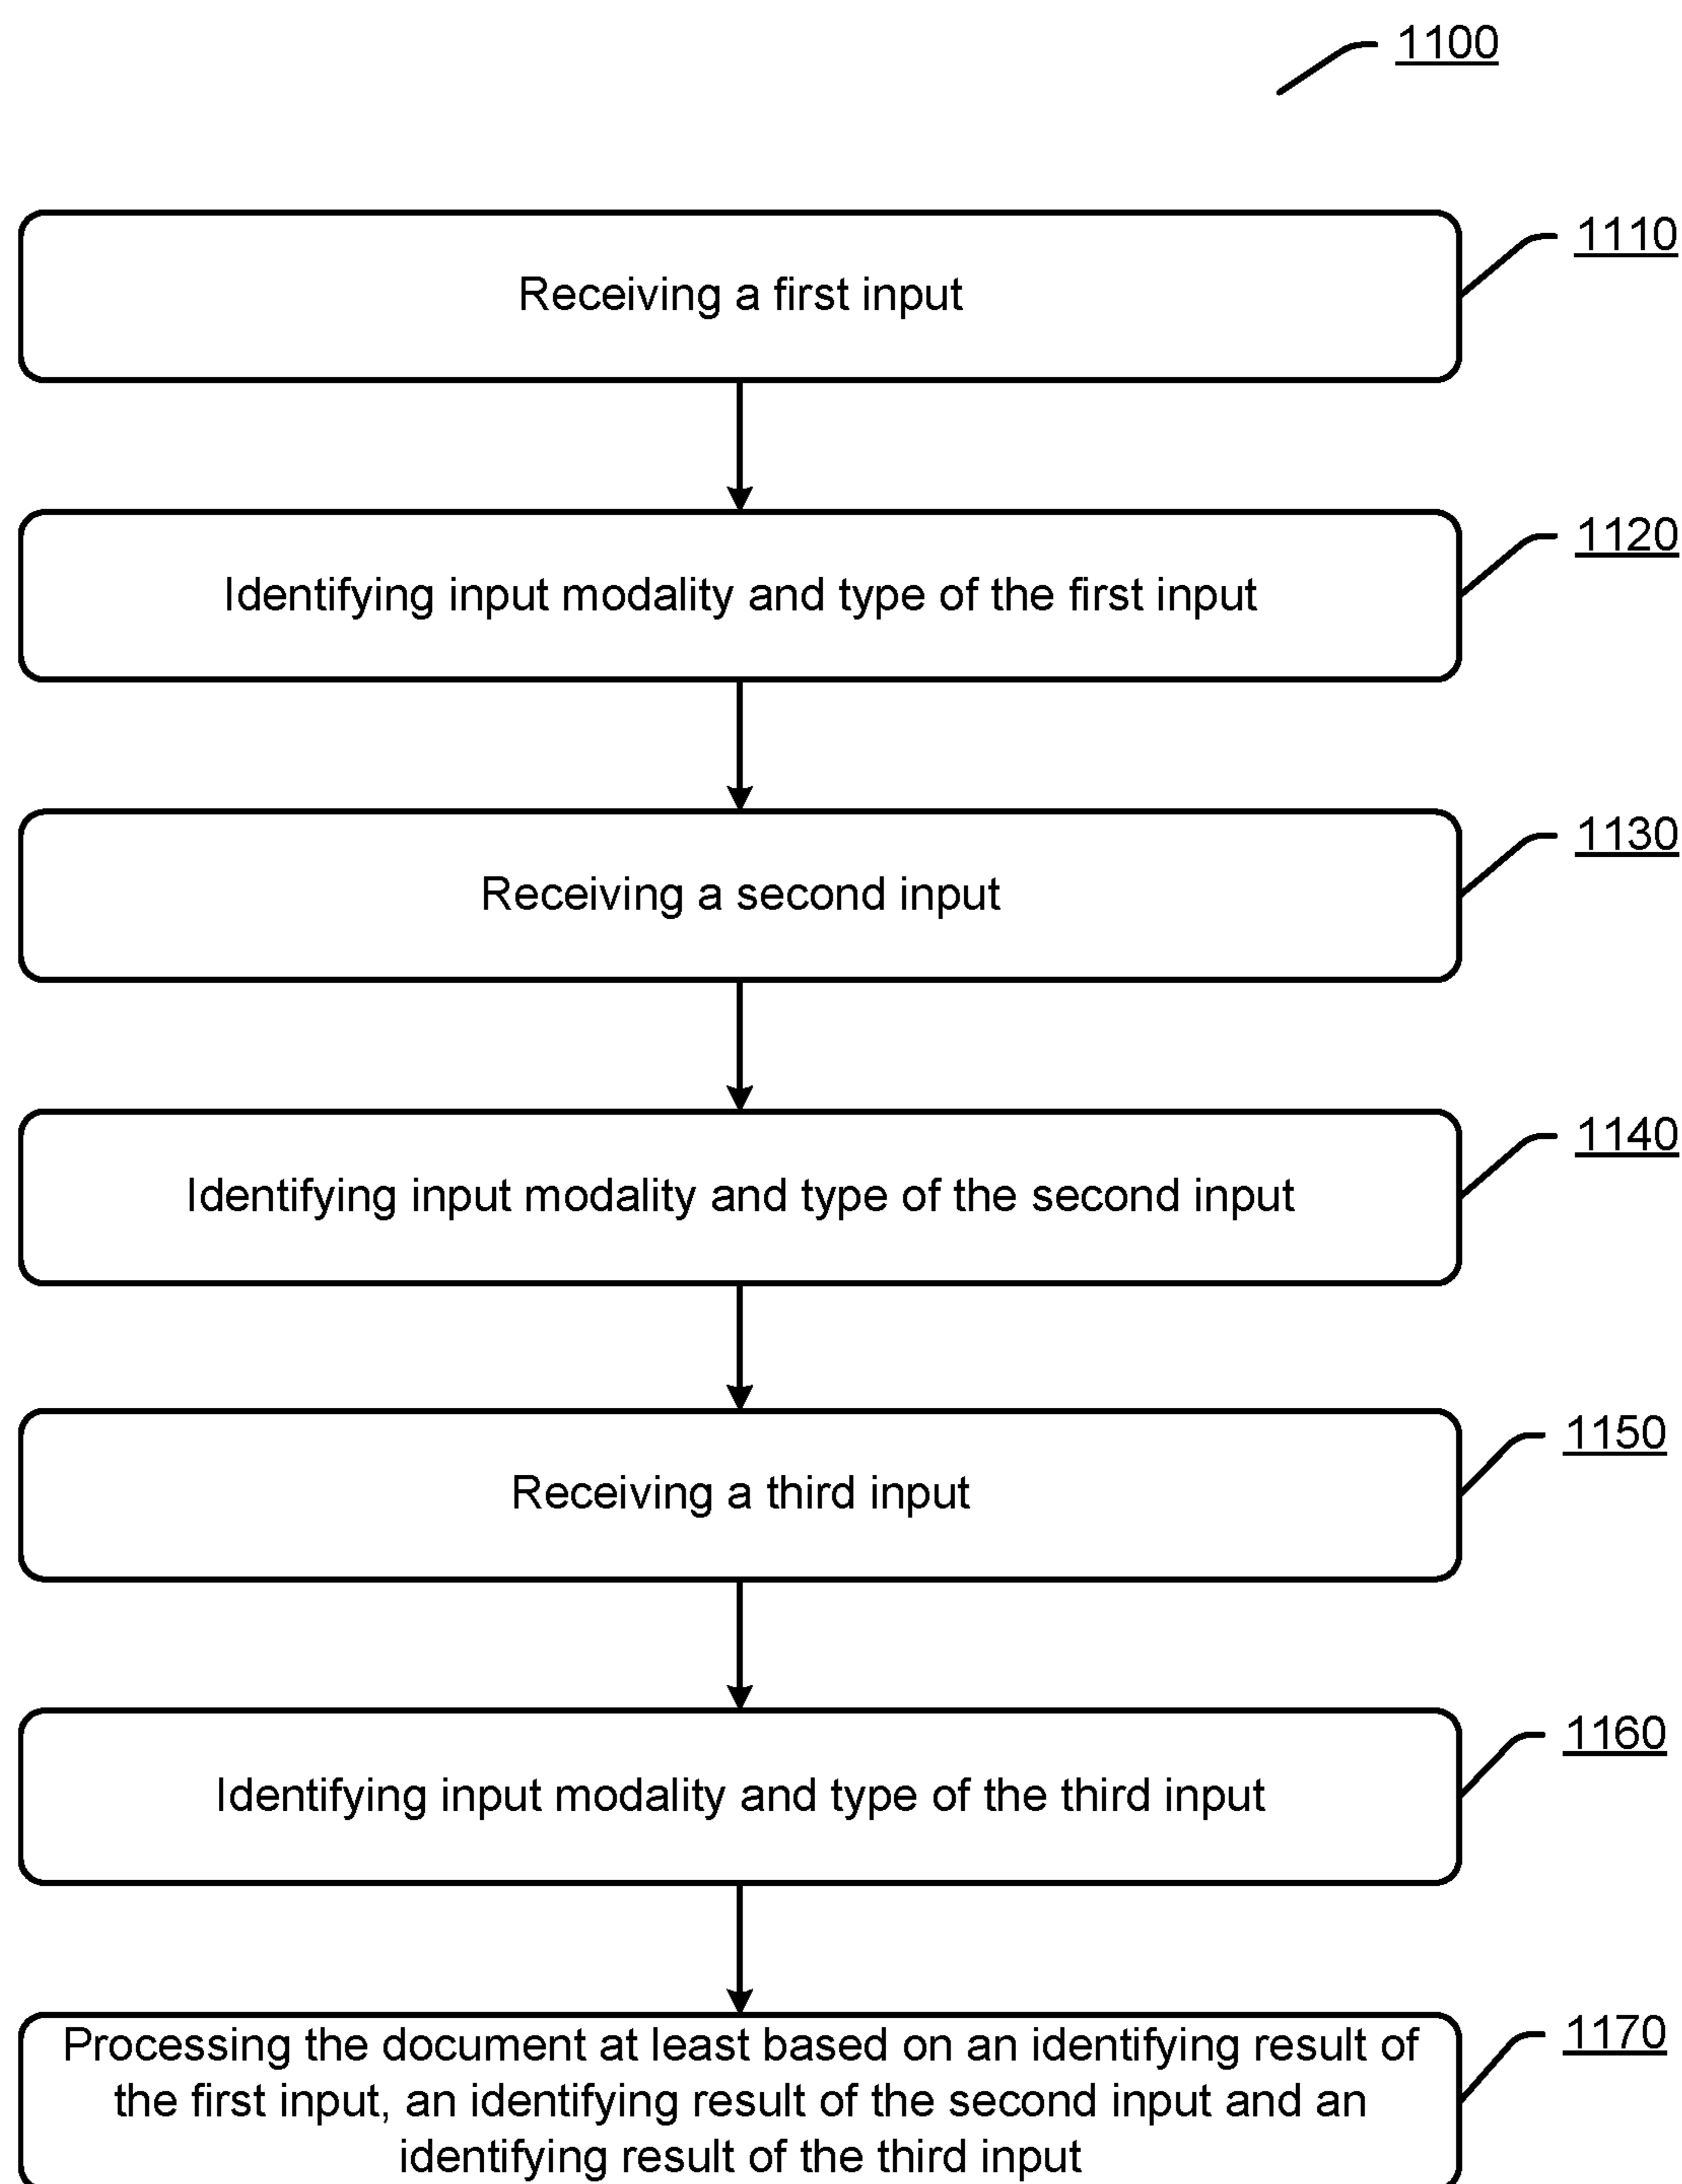 1100
Receiving a first input
1110
Identifying input modality and type of the first input
1120
Receiving a second input
1130
Identifying input modality and type of the second input
1140
Receiving a third input
1150
Identifying input modality and type of the third input
1160
Processing the document at least based on an identifying result of
the first input, an identifying result of the second input and an
identifying result of the third input
1170